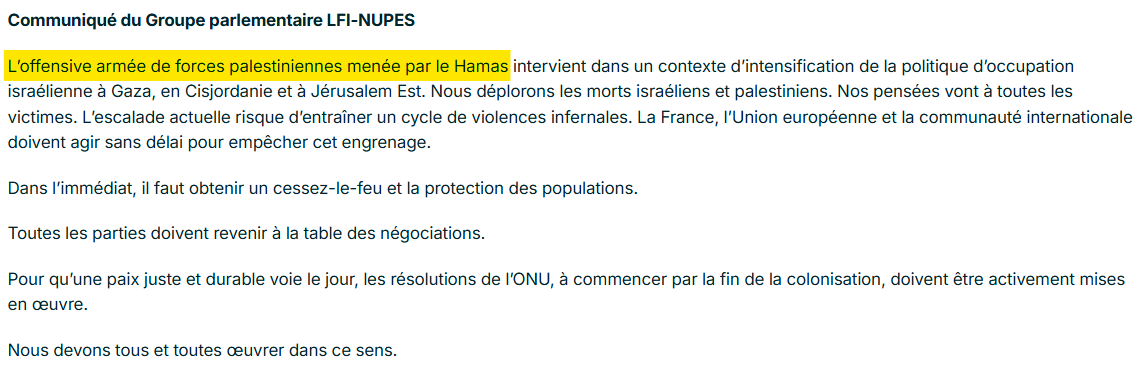 Communiqué du Groupe parlementaire LFI-NUPES
L’offensive armée de forces palestiniennes menée par le Hamas intervient dans un contexte d’intensification de la politique d’occupation
israélienne à Gaza, en Cisjordanie et à Jérusalem Est. Nous déplorons les morts israéliens et palestiniens. Nos pensées vont à toutes les
victimes. L’escalade actuelle risque d’entraîner un cycle de violences infernales. La France, l’Union européenne et la communauté internationale
doivent agir sans délai pour empêcher cet engrenage.
Dans l’immédiat, il faut obtenir un cessez-le-feu et la protection des populations.
Toutes les parties doivent revenir à la table des négociations.
Pour qu’une paix juste et durable voie le jour, les résolutions de l’ONU, à commencer par la fin de la colonisation, doivent être activement mises
en œuvre.
Nous devons tous et toutes œuvrer dans ce sens.